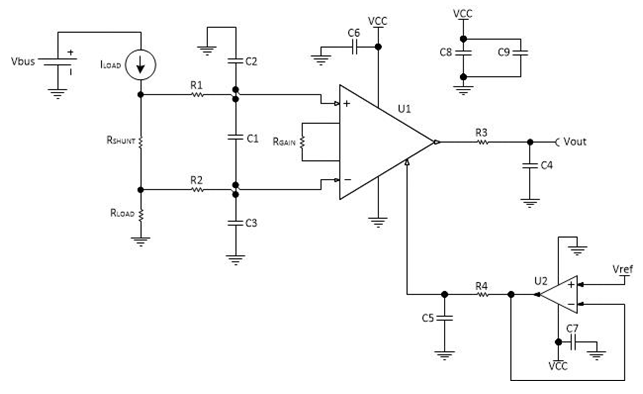 VCC
VCC
C6
C8
C9
Vbus
+
−
ILOAD
C2
R1
+
U1
RSHUNT
C1
RGAIN
R3
Vout
R2
−
C4
RLOAD
C3
Vref
U2
+
R4
−
C5
C7
VCC